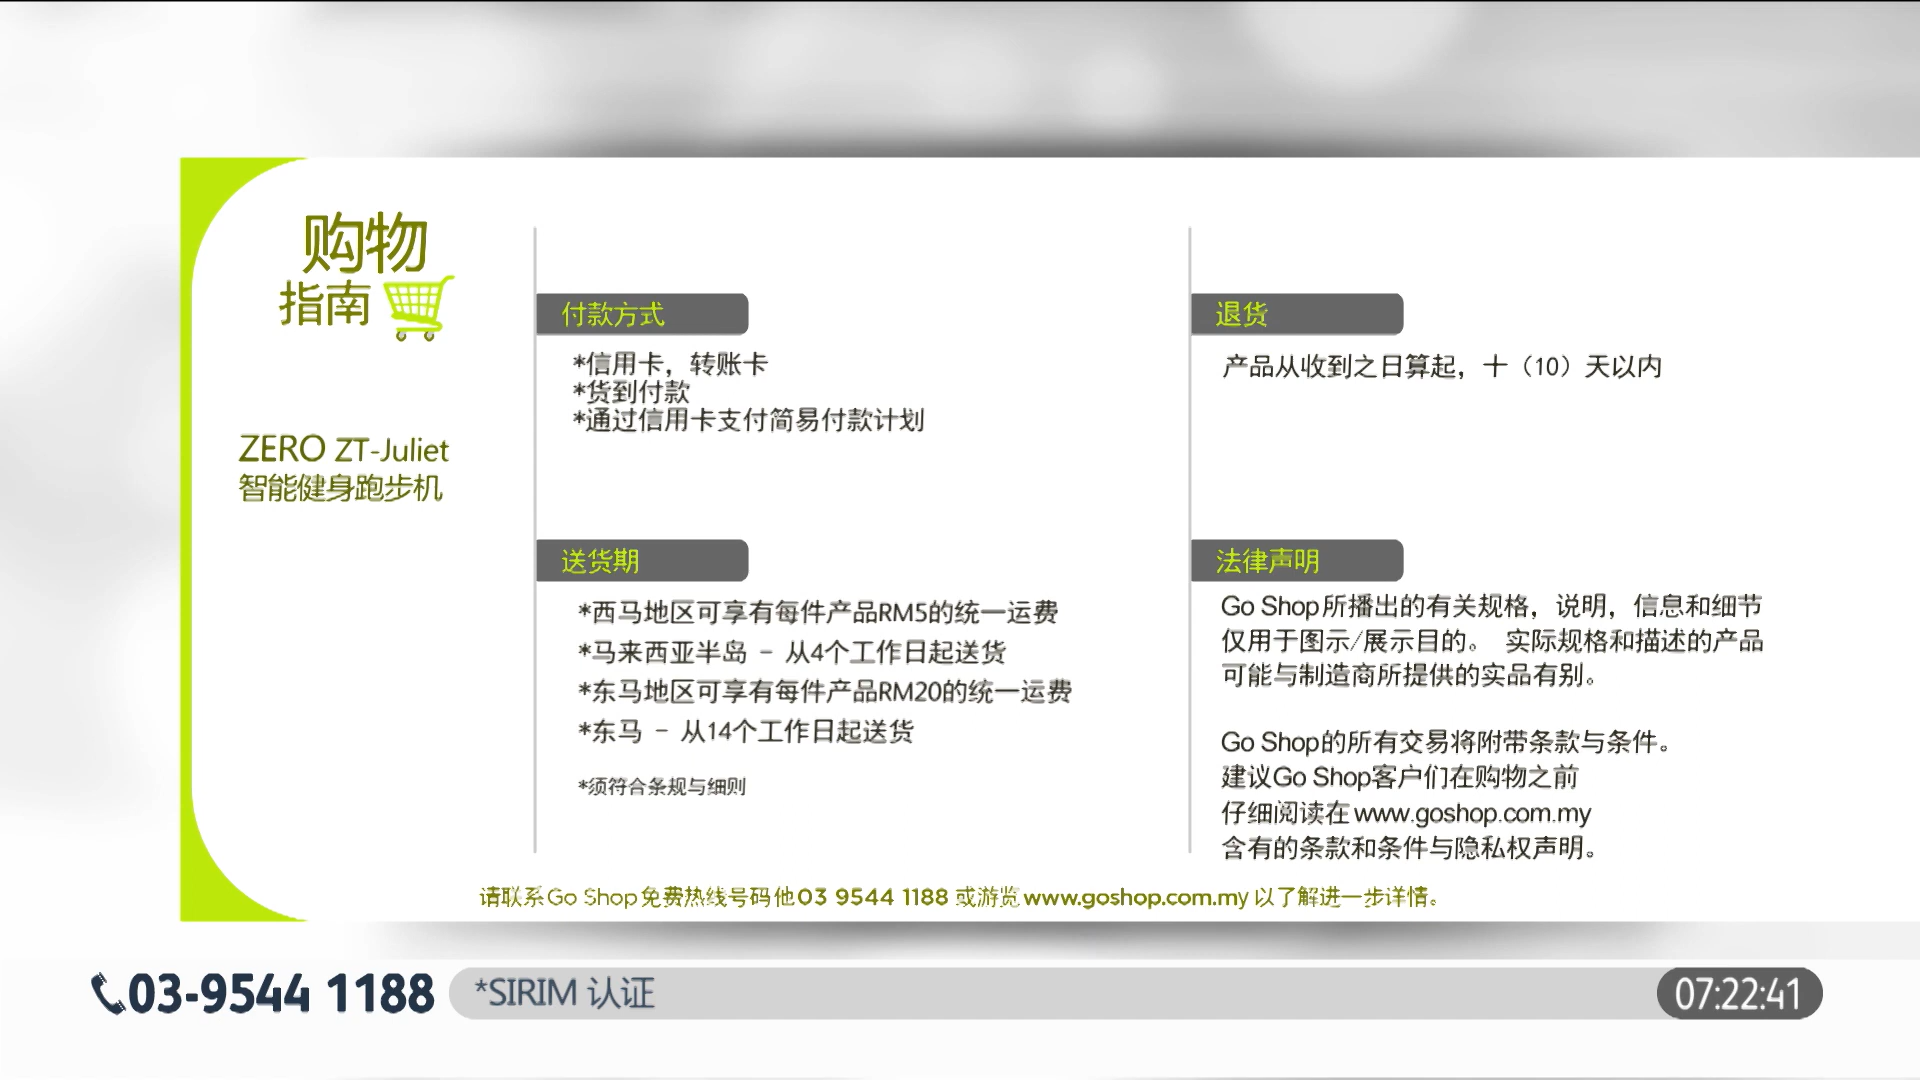 购物
指南
ZERO ZT-Juliet
智能健身跑步机
付款方式
*信用卡，转账卡
*货到付款
*通过信用卡支付简易付款计划
送货期
*西马地区可享有每件产品RM5的统一运费
*马来西亚半岛 - 从4个工作日起送货
*东马地区可享有每件产品RM20的统一运费
*东马 - 从14个工作日起送货
*须符合条规与细则
退货
产品从收到之日算起，十（10）天以内
法律声明
Go Shop所播出的有关规格，说明，信息和细节
仅用于图示/展示目的。 实际规格和描述的产品
可能与制造商所提供的实品有别。
Go Shop的所有交易将附带条款与条件。
建议Go Shop客户们在购物之前
仔细阅读在www.goshop.com.my
含有的条款和条件与隐私权声明。
请联系Go Shop免费热线号码他03 9544 1188 或游览www.goshop.com.my 以了解进一步详情。
03-9544 1188
*SIRIM 认证
07:22:41